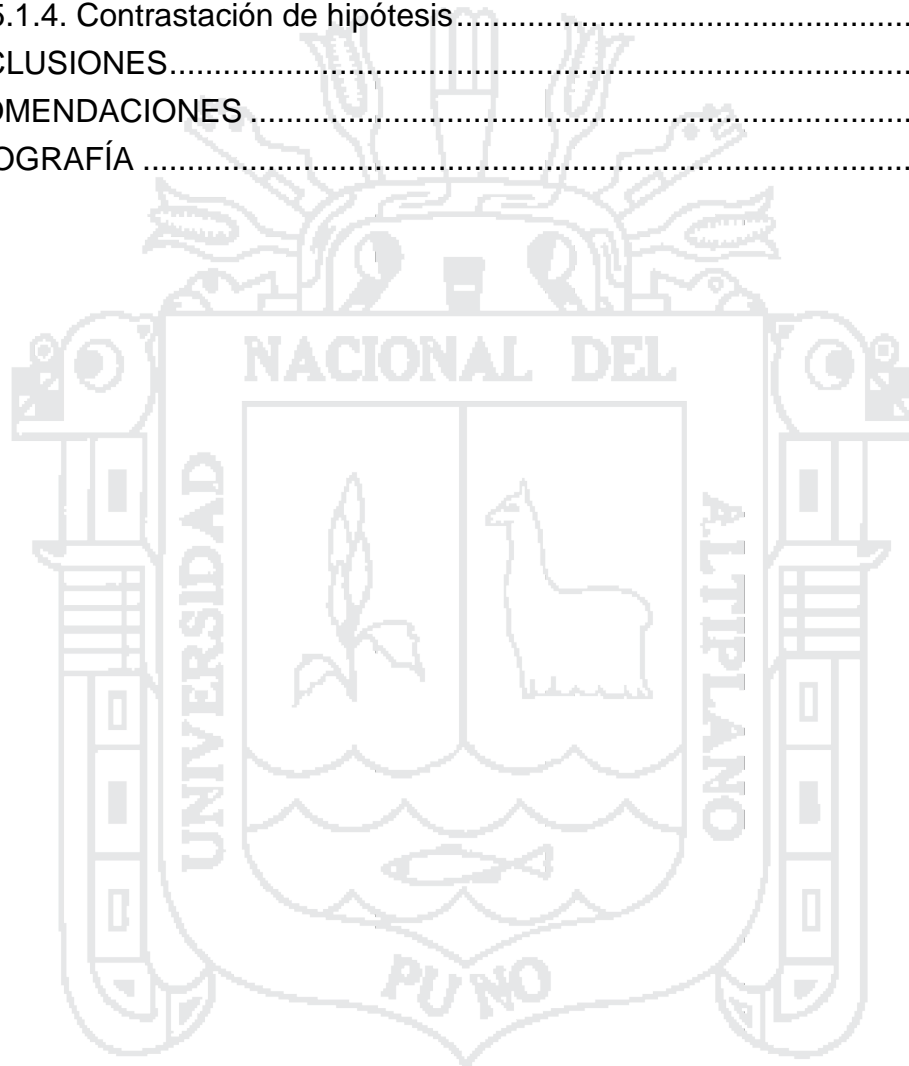 5.1.4. Contrastación de hipótesis.....................................................
CLUSIONES....................................................................................
OMENDACIONES ..........................................................................
OGRAFÍA .......................................................................................
NACIONAL DEL
UNIVERSIDAD
ALTIPLANO
PUNO